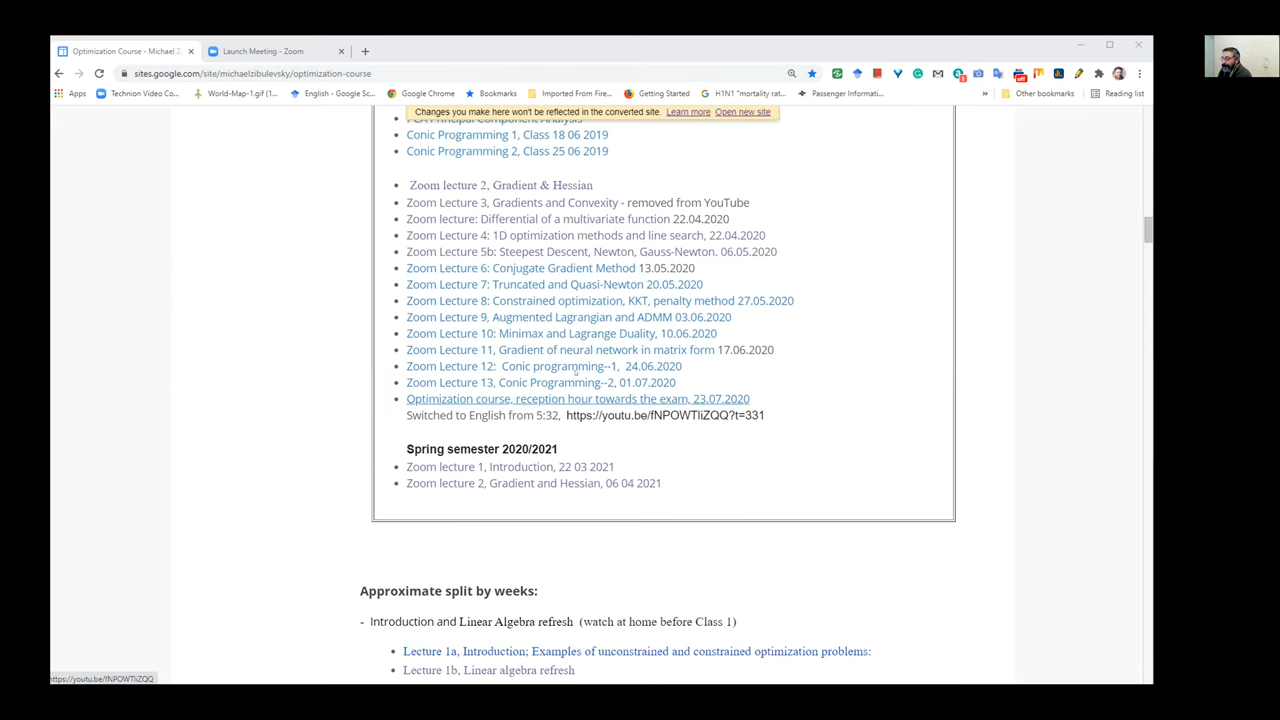 Optimization Course - Michael Z
Launch Meeting - Zoom
sites.google.com/site/michaelzibulevsky/optimization-course
Apps
Technion Video Co...
World-Map-1.gif (1...
English - Google Sc...
Google Chrome
Bookmarks
Imported From Fire...
Getting Started
H1N1 "mortality rat...
Passenger Informati...
Other bookmarks
Reading list
Changes you make here won't be reflected in the converted site. Learn more Open new site
PCA Principal Component Analysis
Conic Programming 1, Class 18 06 2019
Conic Programming 2, Class 25 06 2019
Zoom lecture 2, Gradient & Hessian
Zoom Lecture 3, Gradients and Convexity - removed from YouTube
Zoom lecture: Differential of a multivariate function 22.04.2020
Zoom Lecture 4: 1D optimization methods and line search, 22.04.2020
Zoom Lecture 5b: Steepest Descent, Newton, Gauss-Newton. 06.05.2020
Zoom Lecture 6: Conjugate Gradient Method 13.05.2020
Zoom Lecture 7: Truncated and Quasi-Newton 20.05.2020
Zoom Lecture 8: Constrained optimization, KKT, penalty method 27.05.2020
Zoom Lecture 9, Augmented Lagrangian and ADMM 03.06.2020
Zoom Lecture 10: Minimax and Lagrange Duality, 10.06.2020
Zoom Lecture 11, Gradient of neural network in matrix form 17.06.2020
Zoom Lecture 12: Conic programming--1, 24.06.2020
Zoom Lecture 13, Conic Programming--2, 01.07.2020
Optimization course, reception hour towards the exam, 23.07.2020
Switched to English from 5:32, https://youtu.be/fNPOWTliZQQ?t=331
Spring semester 2020/2021
Zoom lecture 1, Introduction, 22 03 2021
Zoom lecture 2, Gradient and Hessian, 06 04 2021
Approximate split by weeks:
- Introduction and Linear Algebra refresh (watch at home before Class 1)
Lecture 1a, Introduction; Examples of unconstrained and constrained optimization problems:
Lecture 1b, Linear algebra refresh
https://youtu.be/fNPOWTliZQQ